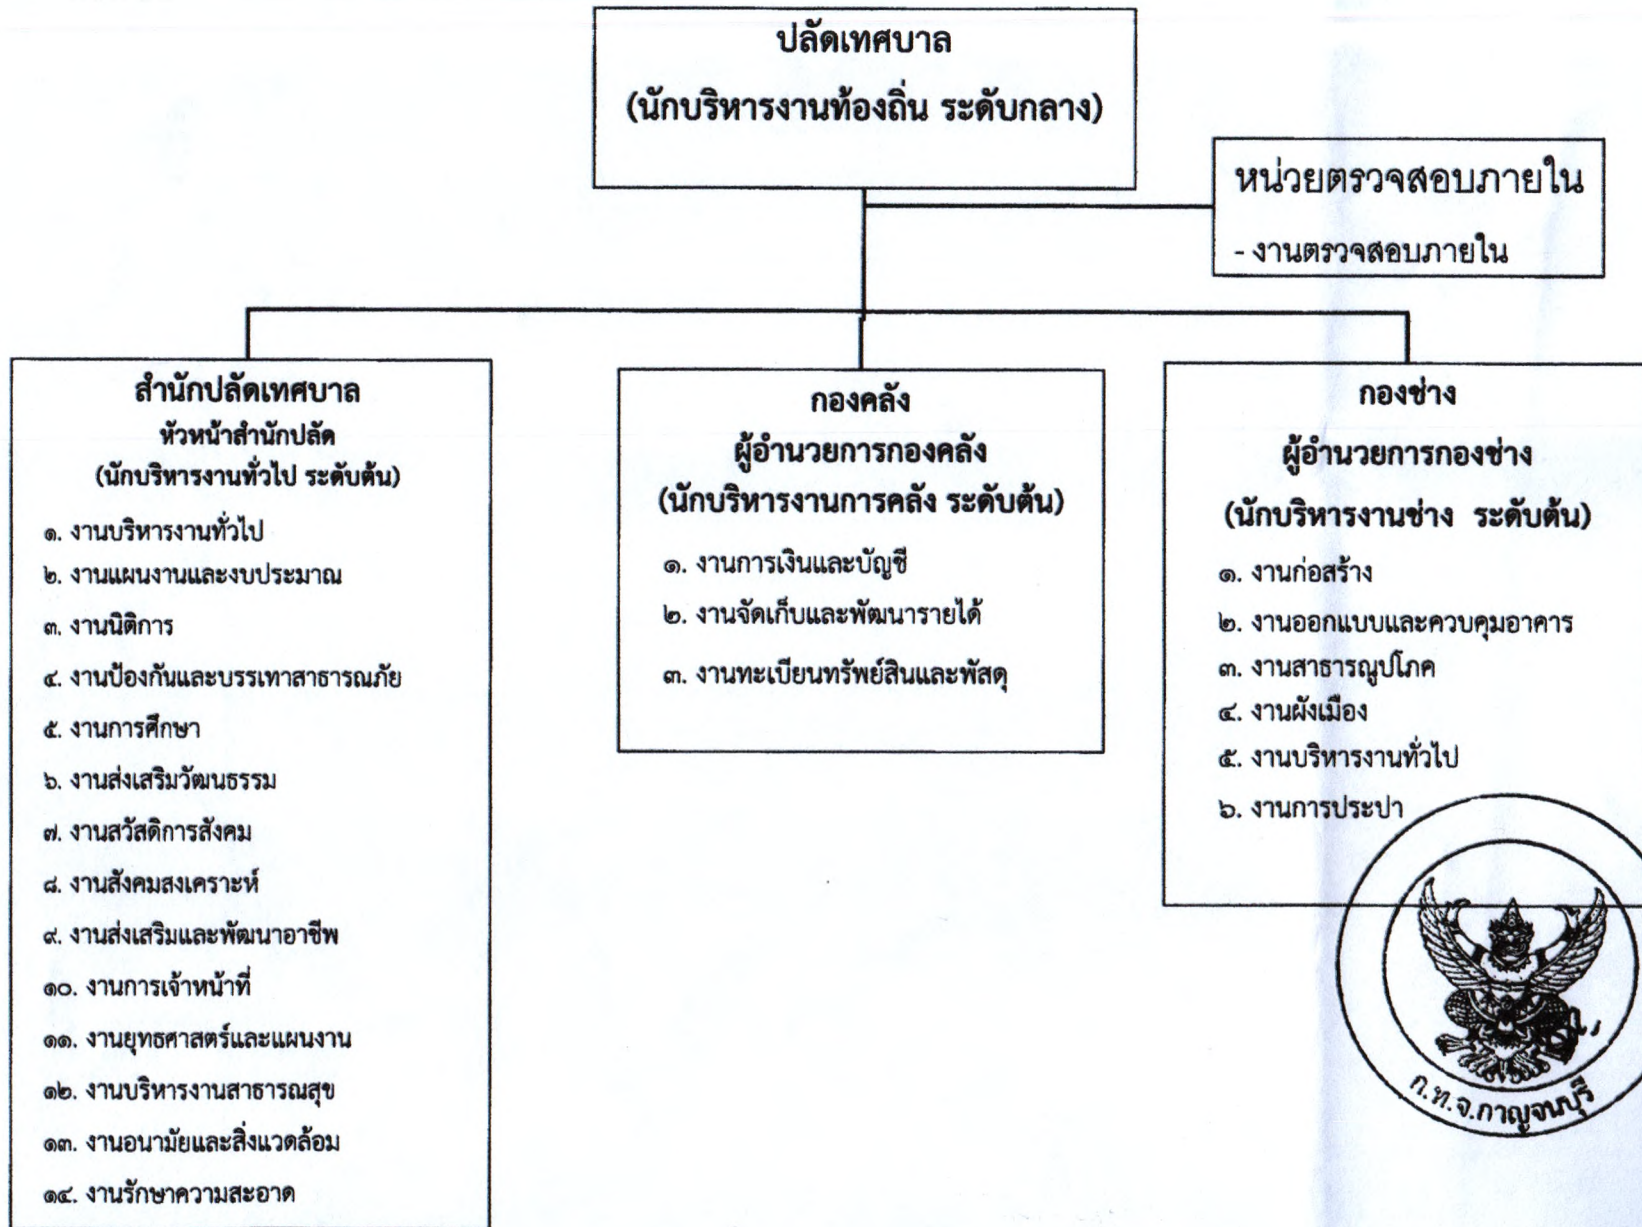 ปลัดเทศบาล
(นักบริหารงานท้องถิ่น ระดับกลาง)
หน่วยตรวจสอบภายใน
- งานตรวจสอบภายใน
สำนักปลัดเทศบาล
หัวหน้าสำนักปลัด
(นักบริหารงานทั่วไป ระดับต้น)
๑. งานบริหารงานทั่วไป
๒. งานแผนงานและงบประมาณ
๓. งานนิติการ
๔. งานป้องกันและบรรเทาสาธารณภัย
๕. งานการศึกษา
๖. งานส่งเสริมวัฒนธรรม
๗. งานสวัสดิการสังคม
๘. งานสังคมสงเคราะห์
๙. งานส่งเสริมและพัฒนาอาชีพ
๑๐. งานการเจ้าหน้าที่
๑๑. งานยุทธศาสตร์และแผนงาน
๑๒. งานบริหารงานสาธารณสุข
๑๓. งานอนามัยและสิ่งแวดล้อม
๑๔. งานรักษาความสะอาด
กองคลัง
ผู้อำนวยการกองคลัง
(นักบริหารงานการคลัง ระดับต้น)
๑. งานการเงินและบัญชี
๒. งานจัดเก็บและพัฒนารายได้
๓. งานทะเบียนทรัพย์สินและพัสดุ
กองช่าง
ผู้อำนวยการกองช่าง
(นักบริหารงานช่าง ระดับต้น)
๑. งานก่อสร้าง
๒. งานออกแบบและควบคุมอาคาร
๓. งานสาธารณูปโภค
๔. งานผังเมือง
๕. งานบริหารงานทั่วไป
๖. งานการประปา
ก.ท.จ.กาญจนบุรี